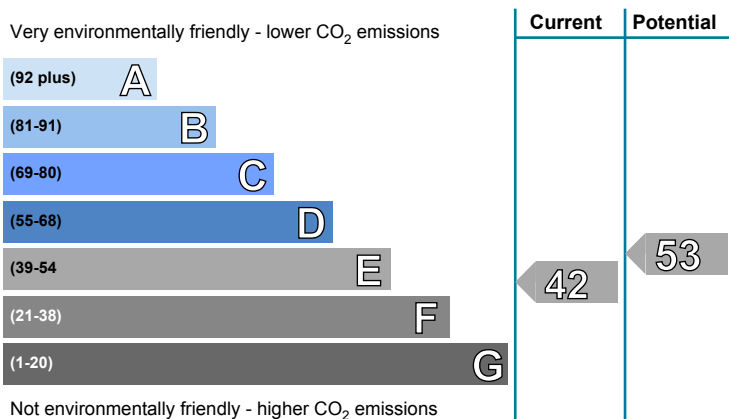 Current Potential
Very environmentally friendly - lower CO2 emissions
(92 plus) A
(81-91) B
(69-80) C
(55-68) D
(39-54 E
(21-38) F
(1-20) G
42
53
Not environmentally friendly - higher CO2 emissions